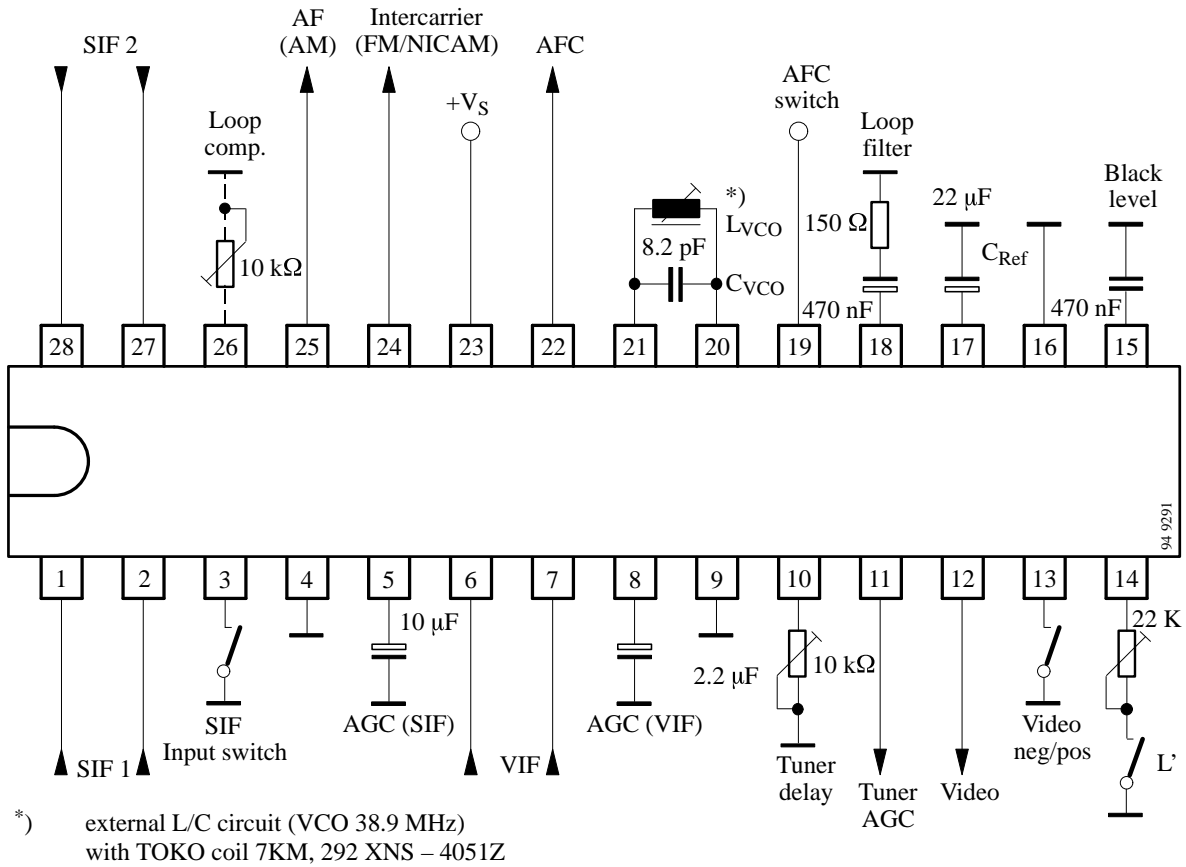 AF
(AM)
Intercarrier
(FM/NICAM)
AFC
SIF 2
AFC
switch
+VS
Loop
comp.
Loop
filter
Black
level
*)
LVCO
22 µF
150 Ω
8.2 pF
CRef
10 kΩ
CVCO
470 nF
470 nF
28 27 26 25 24 23 22 21 20 19 18 17 16 15
94 9291
1 2 3 4 5 6 7 8 9 10 11 12 13 14
10 µF
22 K
2.2 µF
10 kΩ
SIF
Input switch
AGC (SIF)
AGC (VIF)
Video
neg/pos
SIF 1
VIF
Tuner
delay
Tuner
AGC
Video
L’
*) external L/C circuit (VCO 38.9 MHz)
with TOKO coil 7KM, 292 XNS – 4051Z